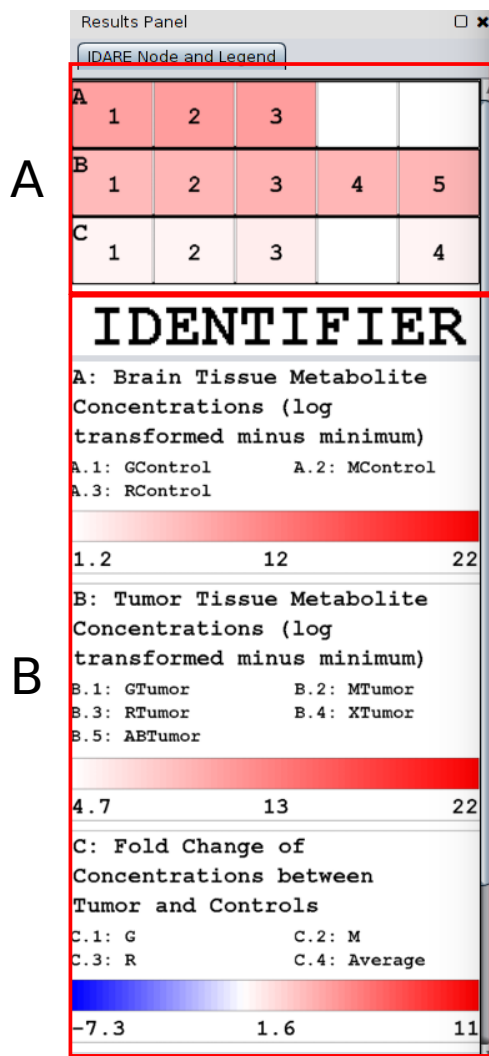 Results Panel
IDARE Node and Legend
A
A 1 2 3
B 1 2 3 4 5
C 1 2 3 4
IDENTIFIER
A: Brain Tissue Metabolite
Concentrations (log
transformed minus minimum)
A.1: GControl A.2: MControl
A.3: RControl
1.2 12 22
B
B: Tumor Tissue Metabolite
Concentrations (log
transformed minus minimum)
B.1: GTumor B.2: MTumor
B.3: RTumor B.4: XTumor
B.5: ABTumor
4.7 13 22
C: Fold Change of
Concentrations between
Tumor and Controls
C.1: G C.2: M
C.3: R C.4: Average
-7.3 1.6 11